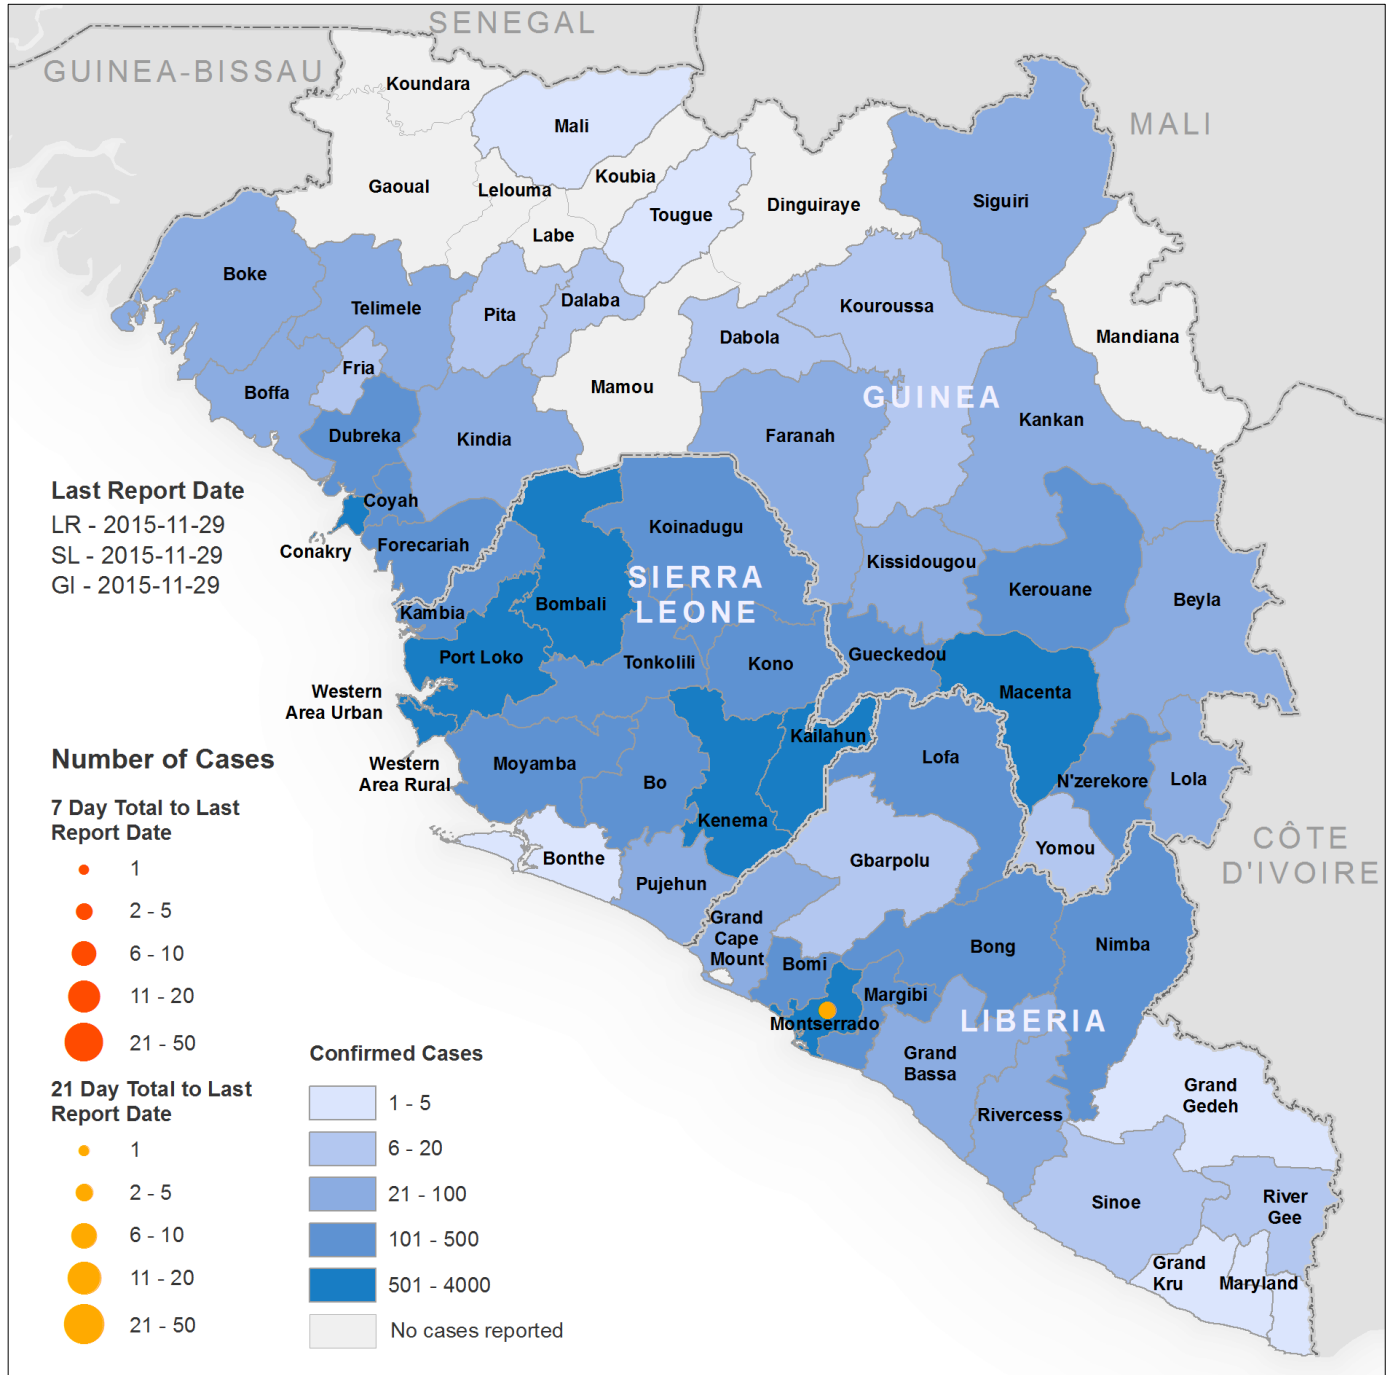 SENEGAL
GUINEA-BISSAU
Koundara
MALI
Mali
Koubia
Gaoual
Lelouma
Tougue
Dinguiraye
Siguiri
Labe
Boke
Telimele
Pita
Dalaba
Kouroussa
Dabola
Mandiana
Fria
Boffa
Mamou
GUINEA
Kankan
Dubreka
Kindia
Faranah
Last Report Date
LR - 2015-11-29
SL - 2015-11-29
GI - 2015-11-29
Coyah
Conakry
Forecariah
Koinadugu
Kissidougou
SIERRA
LEONE
Kerouane
Beyla
Kambia
Bombali
Port Loko
Tonkolili
Kono
Gueckedou
Macenta
Western
Area Urban
Kailahun
Lofa
Western
Area Rural
Moyamba
Bo
N'zerekore
Lola
Kenema
Yomou
CÔTE
D'IVOIRE
Bonthe
Pujehun
Gbarpolu
Grand
Cape
Mount
Bomi
Bong
Nimba
Margibi
Montserrado
LIBERIA
Grand
Bassa
Rivercess
Grand
Gedeh
Sinoe
River
Gee
Grand
Kru
Maryland
Number of Cases
7 Day Total to Last
Report Date
1
2 - 5
6 - 10
11 - 20
21 - 50
21 Day Total to Last
Report Date
1
2 - 5
6 - 10
11 - 20
21 - 50
Confirmed Cases
1 - 5
6 - 20
21 - 100
101 - 500
501 - 4000
No cases reported